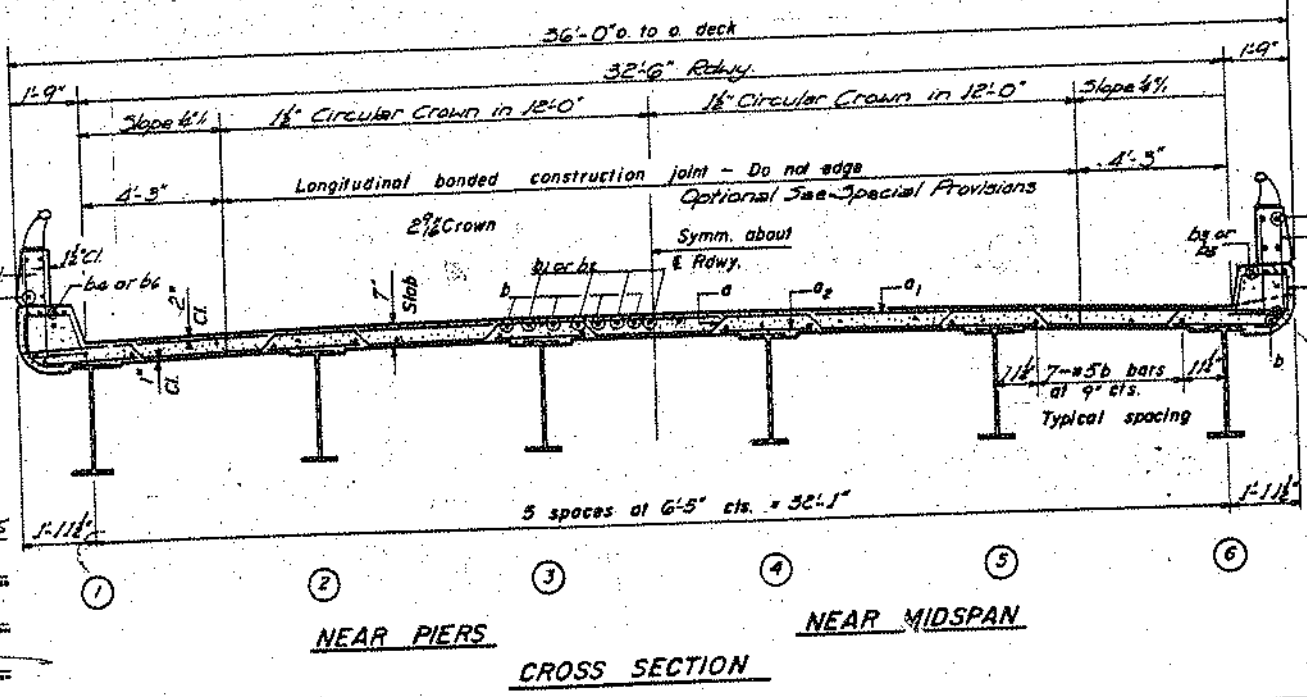 36'-0" o. to o. deck
1'-9"
32'-6" Rdwy.
1'-9"
1½" Circular Crown in 12'-0"
1½" Circular Crown in 12'-0"
Slope
Slope
4'-3"
Longitudinal bonded construction joint - Do not edge
4'-3"
Optional See Special Provisions
2 9/16" Crown
Symm. about
℄ Rdwy.
1½" Cl.
b4 or b6
2" Cl.
7" Slab
b
b1 or b2
a
a2
a1
b3 or b5
1" Cl.
11½"
7-#5b bars
at 9" cts.
11½"
Typical spacing
b
1'-11½"
5 spaces at 6'-5" cts. = 32'-1"
1'-11½"
1
2
3
4
5
6
NEAR PIERS
NEAR MIDSPAN
CROSS SECTION